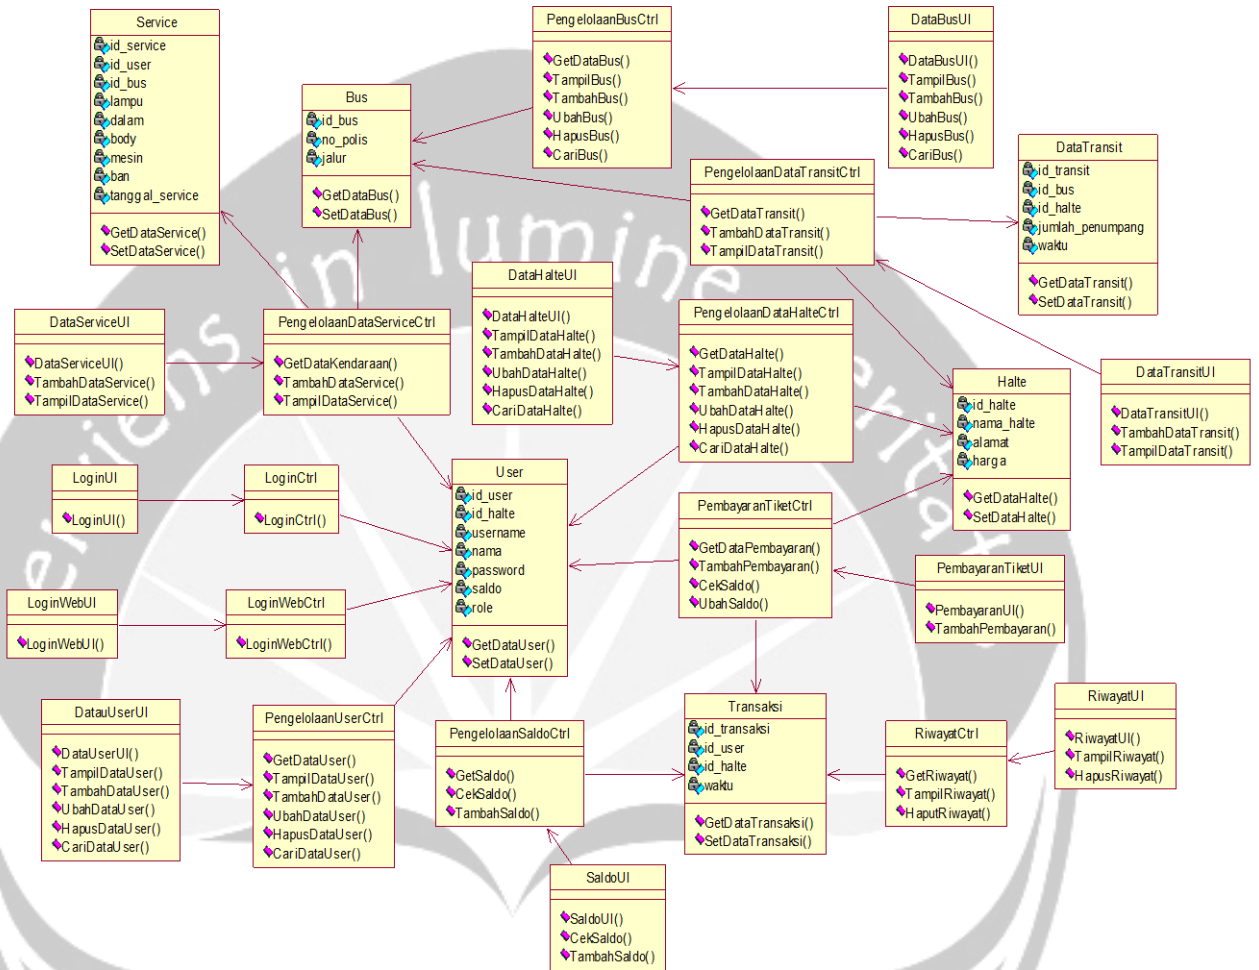 Service
id_service
id_user
id_bus
lampu
dalam
body
mesin
ban
tanggal_service
GetDataService()
SetDataService()
Bus
id_bus
no_polis
jalur
GetDataBus()
SetDataBus()
PengelolaanBusCtrl
GetDataBus()
TampilBus()
TambahBus()
UbahBus()
HapusBus()
CariBus()
DataBusUI
DataBusUI()
TampilBus()
TambahBus()
UbahBus()
HapusBus()
CariBus()
DataTransit
id_transit
id_bus
id_halte
jumlah_penumpang
waktu
GetDataTransit()
SetDataTransit()
PengelolaanDataTransitCtrl
GetDataTransit()
TambahDataTransit()
TampilDataTransit()
DataHalteUI
DataHalteUI()
TampilDataHalte()
TambahDataHalte()
UbahDataHalte()
HapusDataHalte()
CariDataHalte()
PengelolaanDataHalteCtrl
GetDataHalte()
TampilDataHalte()
TambahDataHalte()
UbahDataHalte()
HapusDataHalte()
CariDataHalte()
DataServiceUI
DataServiceUI()
TambahDataService()
TampilDataService()
PengelolaanDataServiceCtrl
GetDataKendaraan()
TambahDataService()
TampilDataService()
Halte
id_halte
nama_halte
alamat
harga
GetDataHalte()
SetDataHalte()
DataTransitUI
DataTransitUI()
TambahDataTransit()
TampilDataTransit()
LoginUI
LoginUI()
LoginCtrl
LoginCtrl()
User
id_user
id_halte
username
nama
password
saldo
role
GetDataUser()
SetDataUser()
PembayaranTiketCtrl
GetDataPembayaran()
TambahPembayaran()
CekSaldo()
UbahSaldo()
PembayaranTiketUI
PembayaranUI()
TambahPembayaran()
LoginWebUI
LoginWebUI()
LoginWebCtrl
LoginWebCtrl()
DatauUserUI
DataUserUI()
TampilDataUser()
TambahDataUser()
UbahDataUser()
HapusDataUser()
CariDataUser()
PengelolaanUserCtrl
GetDataUser()
TampilDataUser()
TambahDataUser()
UbahDataUser()
HapusDataUser()
CariDataUser()
PengelolaanSaldoCtrl
GetSaldo()
CekSaldo()
TambahSaldo()
Transaksi
id_transaksi
id_user
id_halte
waktu
GetDataTransaksi()
SetDataTransaksi()
RiwayatCtrl
GetRiwayat()
TampilRiwayat()
HaputRiwayat()
RiwayatUI
RiwayatUI()
TampilRiwayat()
HapusRiwayat()
SaldoUI
SaldoUI()
CekSaldo()
TambahSaldo()
in lumine